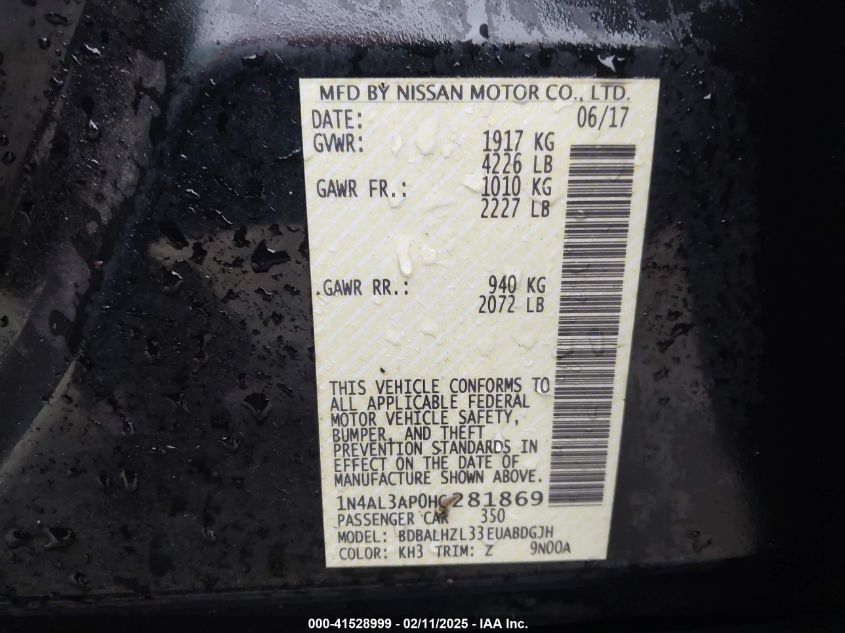 MFD BY NISSAN MOTOR CO., LTD.
DATE: 06/17
GVWR: 1917 KG
4226 LB
GAWR FR.: 1010 KG
2227 LB
GAWR RR.: 940 KG
2072 LB
THIS VEHICLE CONFORMS TO
ALL APPLICABLE FEDERAL
MOTOR VEHICLE SAFETY,
BUMPER, AND THEFT
PREVENTION STANDARDS IN
EFFECT ON THE DATE OF
MANUFACTURE SHOWN ABOVE.
1N4AL3AP0HC281869
PASSENGER CAR 350
MODEL: BDBALHZL33EUABDGJH
COLOR: KH3 TRIM: Z 9N00A
000-41528999 — 02/11/2025 — IAA Inc.